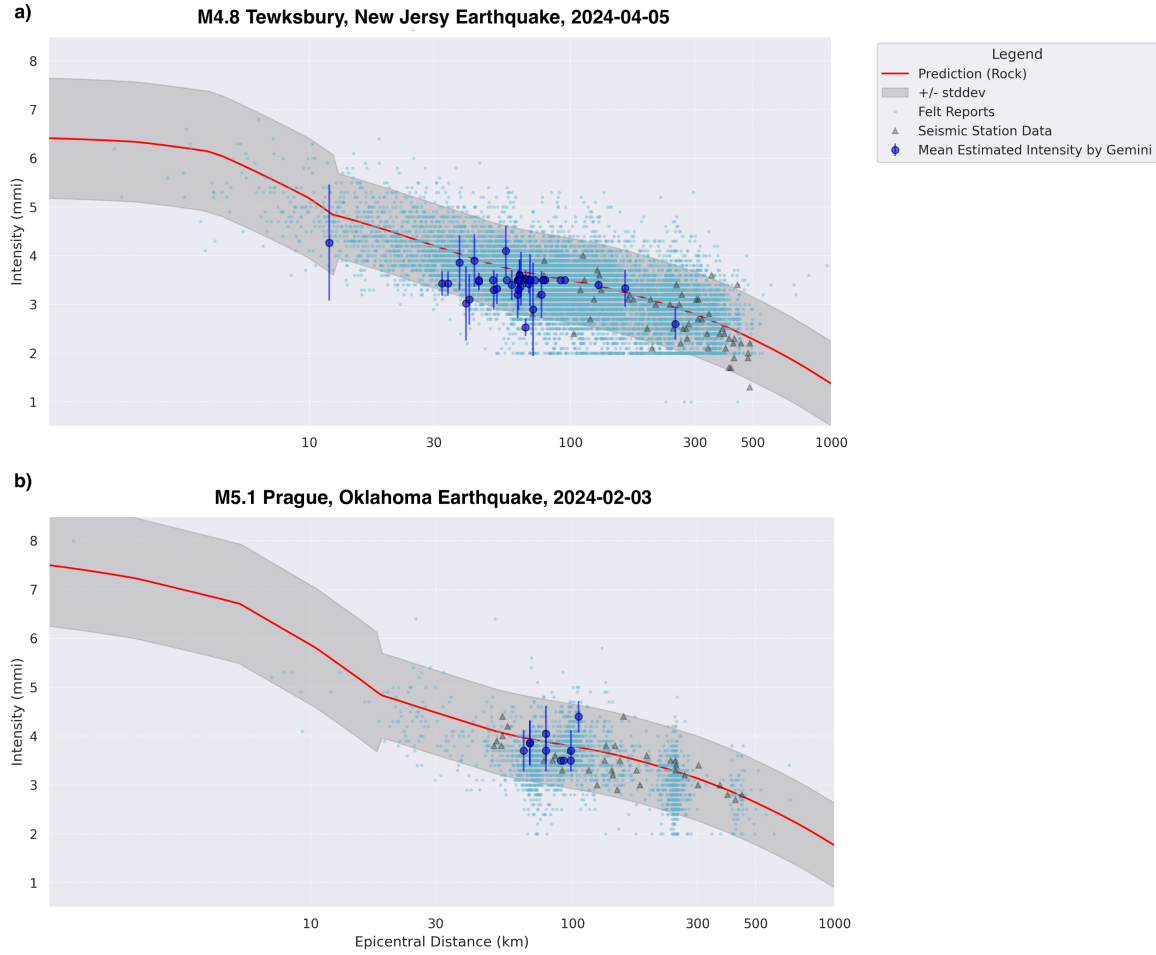 a)
M4.8 Tewksbury, New Jersy Earthquake, 2024-04-05
8
7
6
5
4
3
2
1
Intensity (mmi)
10 30 100 300 500 1000
Legend
Prediction (Rock)
+/- stddev
Felt Reports
Seismic Station Data
Mean Estimated Intensity by Gemini
b)
M5.1 Prague, Oklahoma Earthquake, 2024-02-03
8
7
6
5
4
3
2
1
Intensity (mmi)
10 30 100 300 500 1000
Epicentral Distance (km)